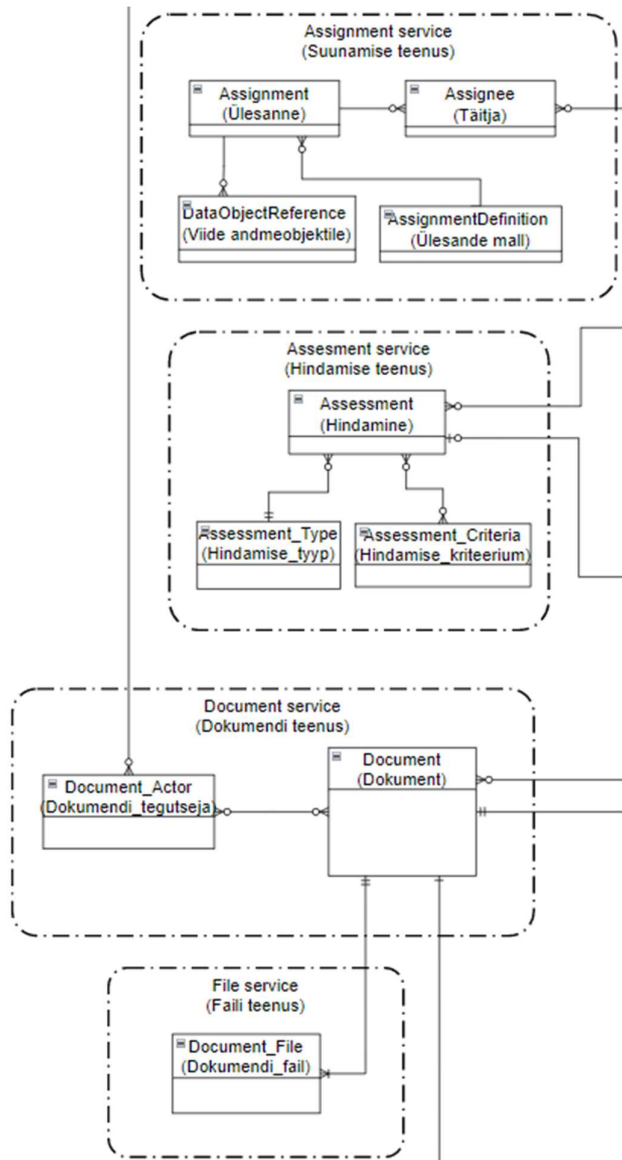 Assignment service
(Suunamise teenus)
Assignment
(Ülesanne)
Assignee
(Täitja)
DataObjectReference
(Viide andmeobjektile)
AssignmentDefinition
(Ülesande mall)
Assesment service
(Hindamise teenus)
Assessment
(Hindamine)
Assessment_Type
(Hindamise_tyyp)
Assessment_Criteria
(Hindamise_kriteerium)
Document service
(Dokumendi teenus)
Document_Actor
(Dokumendi_tegutseja)
Document
(Dokument)
File service
(Faili teenus)
Document_File
(Dokumendi_fail)